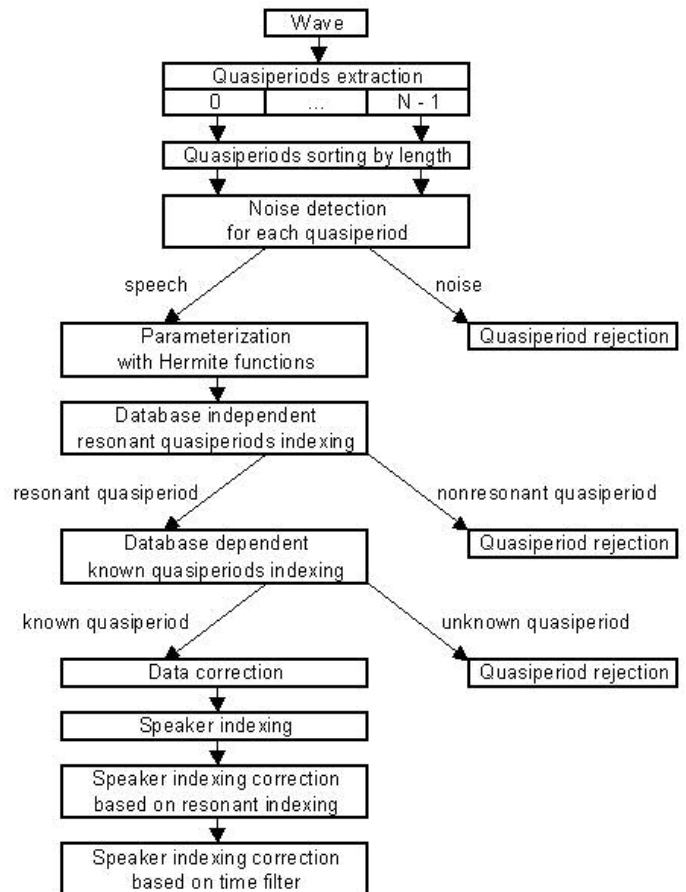 Wave
Quasiperiods extraction
0 ... N - 1
Quasiperiods sorting by length
Noise detection
for each quasiperiod
speech noise
Parameterization
with Hermite functions
Quasiperiod rejection
Database independent
resonant quasiperiods indexing
resonant quasiperiod nonresonant quasiperiod
Database dependent
known quasiperiods indexing
Quasiperiod rejection
known quasiperiod unknown quasiperiod
Data correction Quasiperiod rejection
Speaker indexing
Speaker indexing correction
based on resonant indexing
Speaker indexing correction
based on time filter